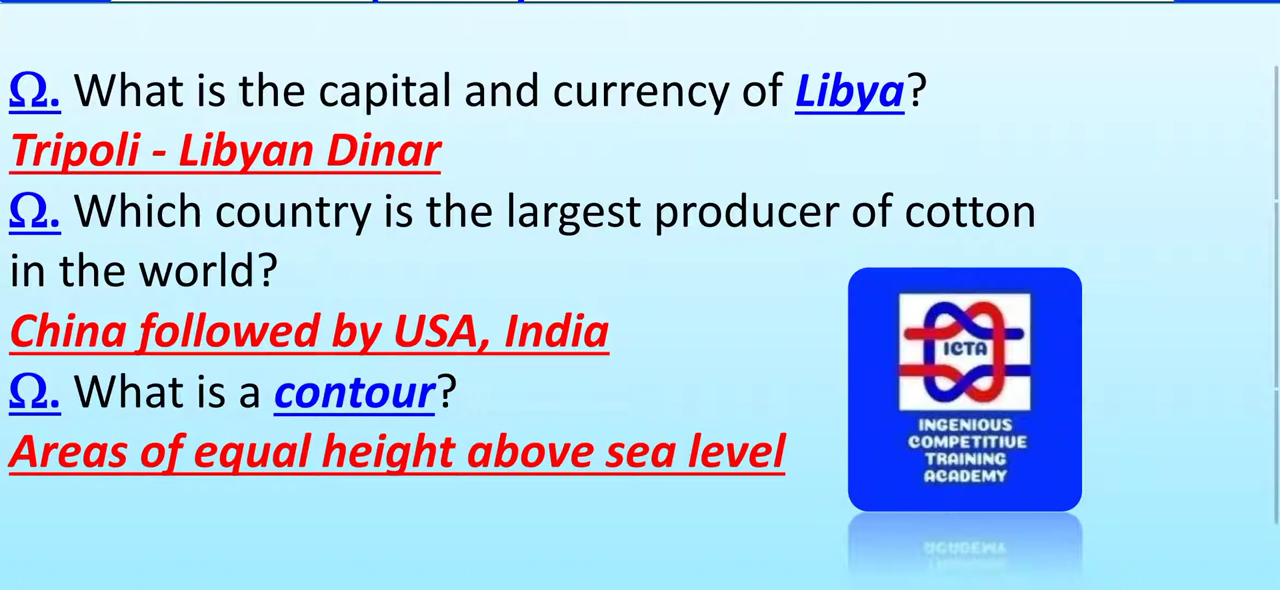 Ω. What is the capital and currency of Libya?
Tripoli - Libyan Dinar
Ω. Which country is the largest producer of cotton
in the world?
China followed by USA, India
Ω. What is a contour?
Areas of equal height above sea level
ICTA
INGENIOUS
COMPETITIVE
TRAINING
ACADEMY